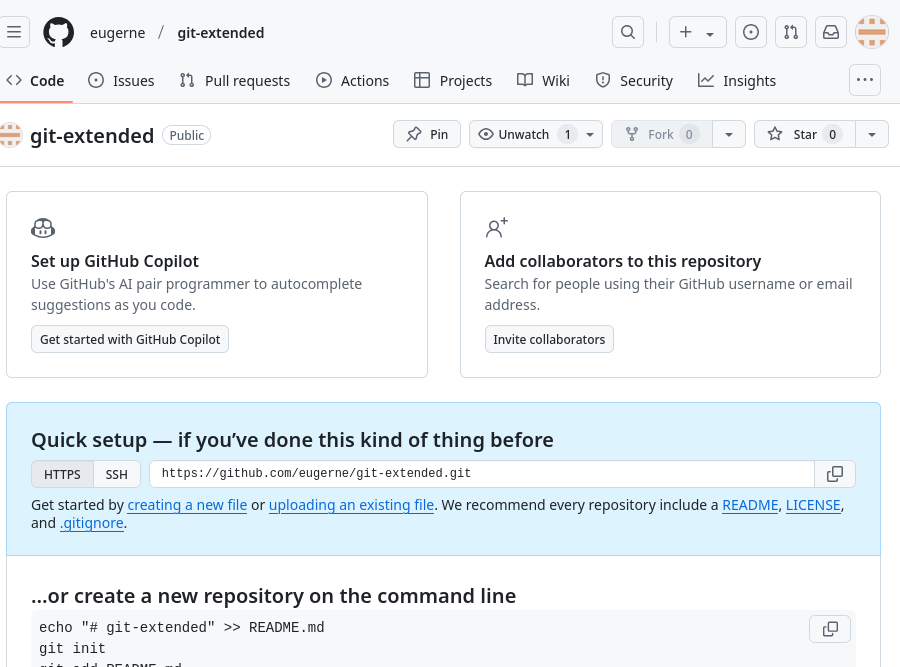 eugerne / git-extended
Code Issues Pull requests Actions Projects Wiki Security Insights
git-extended Public Pin Unwatch 1 Fork 0 Star 0
Set up GitHub Copilot
Use GitHub's AI pair programmer to autocomplete
suggestions as you code.
Get started with GitHub Copilot
Add collaborators to this repository
Search for people using their GitHub username or email
address.
Invite collaborators
Quick setup — if you’ve done this kind of thing before
HTTPS SSH https://github.com/eugerne/git-extended.git
Get started by creating a new file or uploading an existing file. We recommend every repository include a README, LICENSE,
and .gitignore.
…or create a new repository on the command line
echo "# git-extended" >> README.md
git init
git add README.md